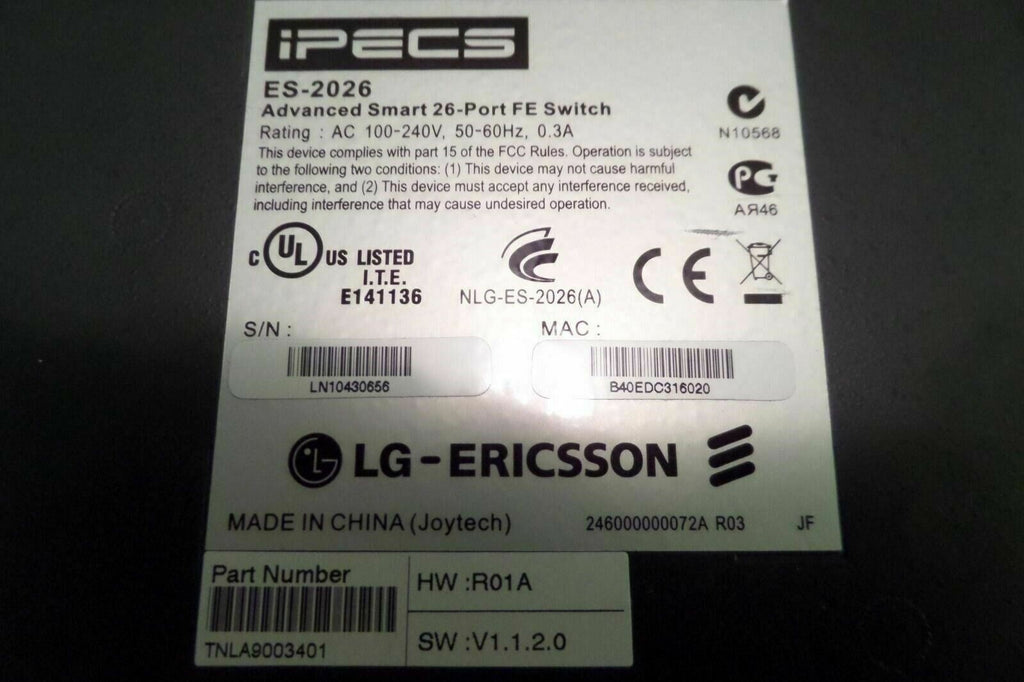 iPECS
ES-2026
Advanced Smart 26-Port FE Switch
Rating : AC 100-240V, 50-60Hz, 0.3A
This device complies with part 15 of the FCC Rules. Operation is subject
to the following two conditions: (1) This device may not cause harmful
interference, and (2) This device must accept any interference received,
including interference that may cause undesired operation.
N10568
PG
АЯ46
C UL US LISTED
I.T.E.
E141136
NLG-ES-2026(A)
CE
S/N :
LN10430656
MAC :
B40EDC316020
LG LG-ERICSSON
MADE IN CHINA (Joytech)
246000000072A R03
JF
Part Number
TNLA9003401
HW :R01A
SW :V1.1.2.0